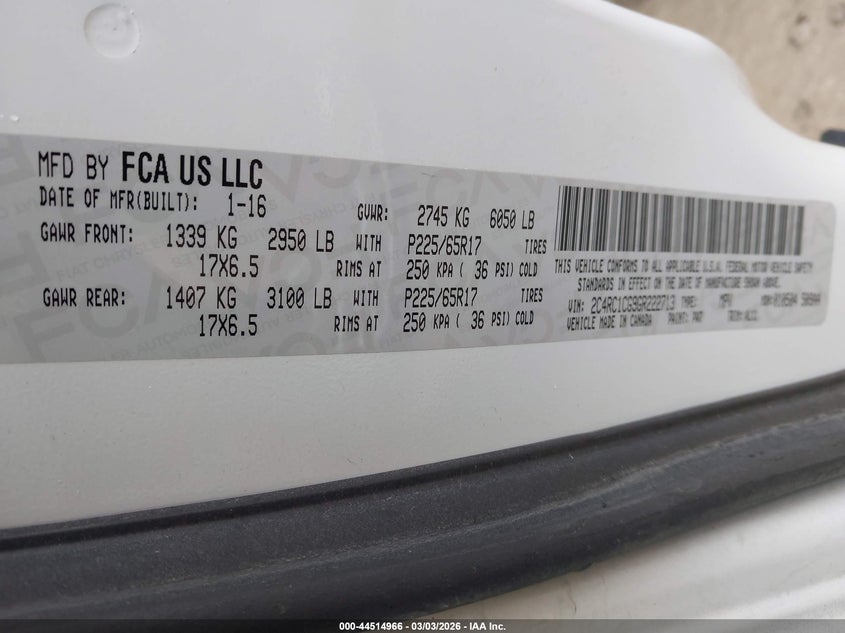 MFD BY FCA US LLC
DATE OF MFR(BUILT): 1-16 GVWR: 2745 KG 6050 LB
GAWR FRONT: 1339 KG 2950 LB WITH P225/65R17 TIRES
17X6.5 RIMS AT 250 KPA ( 36 PSI) COLD
GAWR REAR: 1407 KG 3100 LB WITH P225/65R17 TIRES
17X6.5 RIMS AT 250 KPA ( 36 PSI) COLD
THIS VEHICLE CONFORMS TO ALL APPLICABLE U.S.A. FEDERAL MOTOR VEHICLE SAFETY
STANDARDS IN EFFECT ON THE DATE OF MANUFACTURE SHOWN ABOVE
VIN: 2C4RC1CG9GR222713 TYPE: MPV MDH:
VEHICLE MADE IN CANADA PAINT: TRIM:
000-44514966 | 03/03/2026 - IAA Inc.